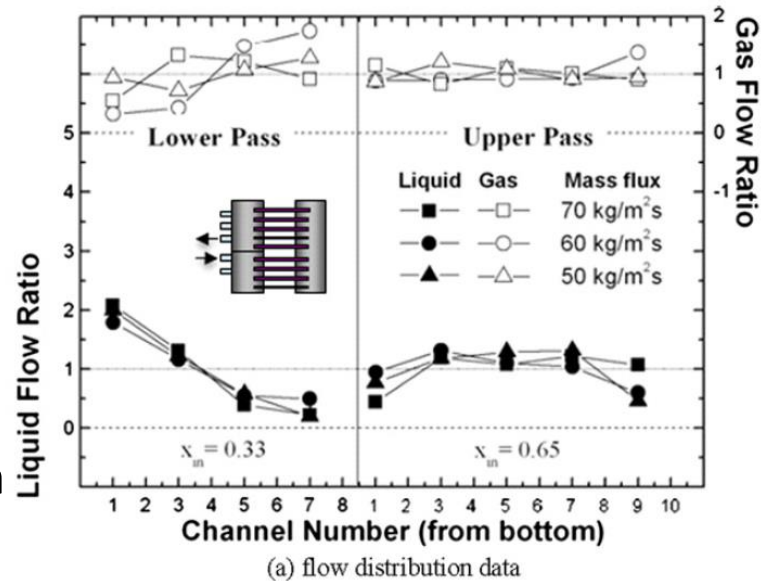 2
1
0
-1
Gas Flow Ratio
5
4
3
2
1
0
Liquid Flow Ratio
Lower Pass
Upper Pass
Liquid Gas Mass flux
70 kg/m²s
60 kg/m²s
50 kg/m²s
x_in = 0.33
x_in = 0.65
1 2 3 4 5 6 7 8 1 2 3 4 5 6 7 8 9 10
Channel Number (from bottom)
(a) flow distribution data